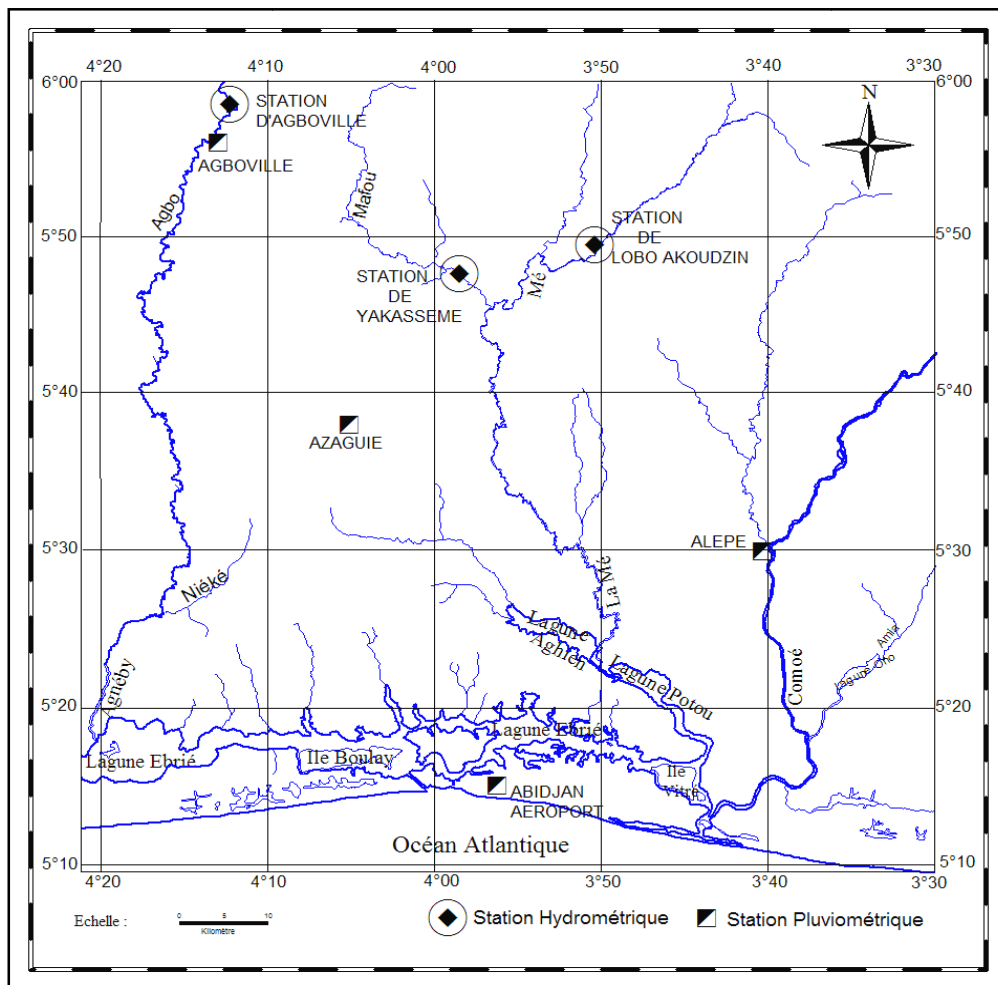 4°20
4°10
4°00
3°50
3°40
3°30
6°00
6°00
N
STATION
D'AGBOVILLE
AGBOVILLE
Mafou
Agbo
STATION
DE
LOBO AKOUDZIN
5°50
5°50
STATION
DE
YAKASSEME
Mé
5°40
5°40
AZAGUIE
ALEPE
5°30
5°30
Niéké
La Mé
Lagune
Aghien
Lagune Potou
Amia
Lagune Ono
Comoé
Agnéby
5°20
5°20
Lagune Ebrié
Lagune Ebrié
Ile Boulay
Ile
Vitré
ABIDJAN
AEROPORT
Océan Atlantique
5°10
5°10
4°20
4°10
4°00
3°50
3°40
3°30
Echelle :
0 5 10
Kilomètre
Station Hydrométrique
Station Pluviométrique